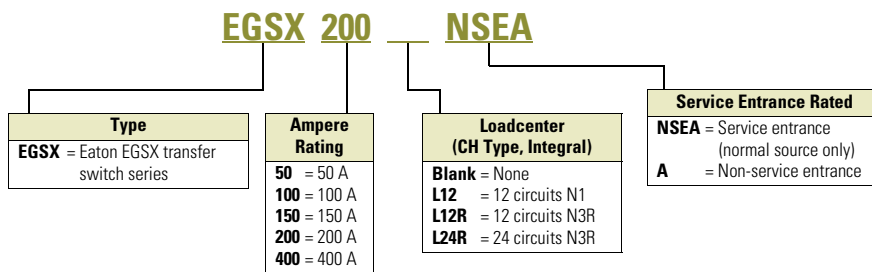 EGSX 200 __ NSEA
Type
EGSX = Eaton EGSX transfer
switch series
Ampere
Rating
50 = 50 A
100 = 100 A
150 = 150 A
200 = 200 A
400 = 400 A
Loadcenter
(CH Type, Integral)
Blank = None
L12 = 12 circuits N1
L12R = 12 circuits N3R
L24R = 24 circuits N3R
Service Entrance Rated
NSEA = Service entrance
(normal source only)
A = Non-service entrance